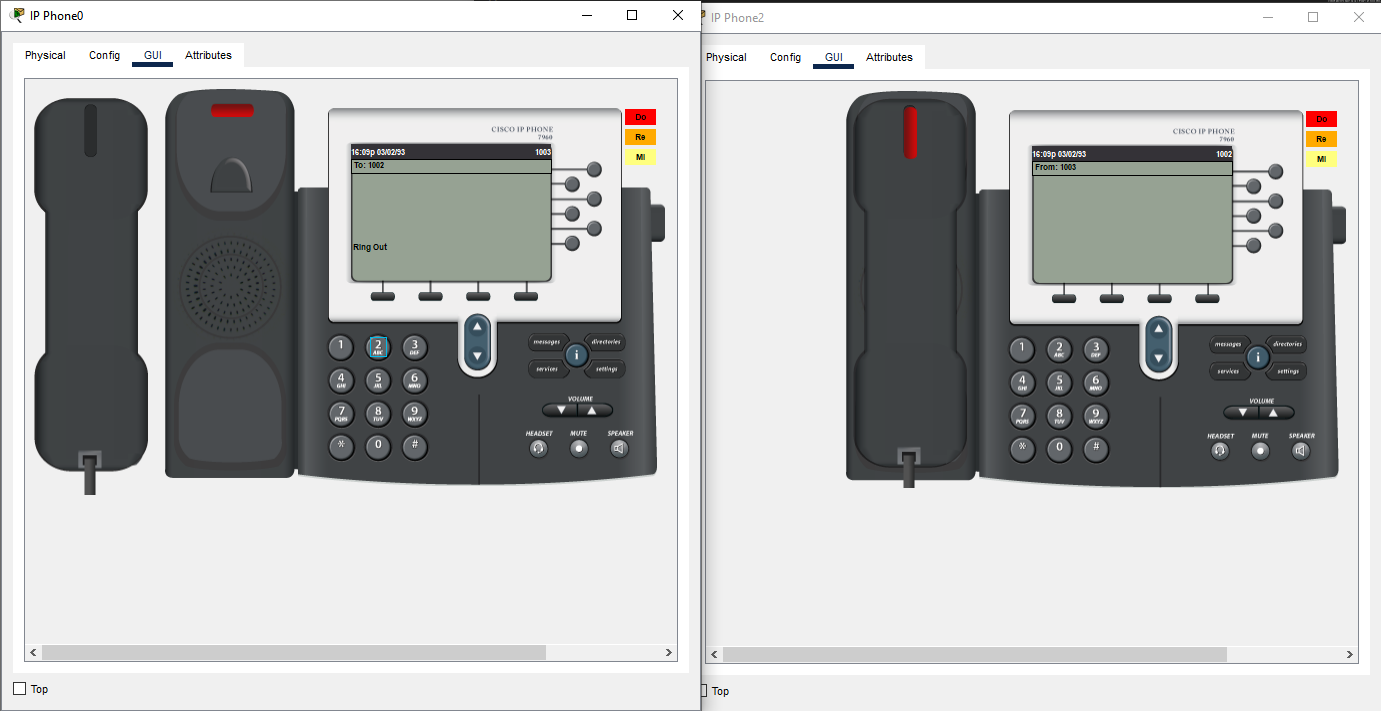 IP Phone0
Physical Config GUI Attributes
CISCO IP PHONE
7960
16:09p 03/02/93 1003
To: 1002
Ring Out
Do
Re
MI
1 2 ABC 3 DEF
4 GHI 5 JKL 6 MNO
7 PQRS 8 TUV 9 WXYZ
* 0 #
messages directories
i
services settings
VOLUME
HEADSET MUTE SPEAKER
Top
IP Phone2
Physical Config GUI Attributes
CISCO IP PHONE
7960
16:09p 03/02/93 1002
From: 1003
Do
Re
MI
1 2 ABC 3 DEF
4 GHI 5 JKL 6 MNO
7 PQRS 8 TUV 9 WXYZ
* 0 #
messages directories
i
services settings
VOLUME
HEADSET MUTE SPEAKER
Top